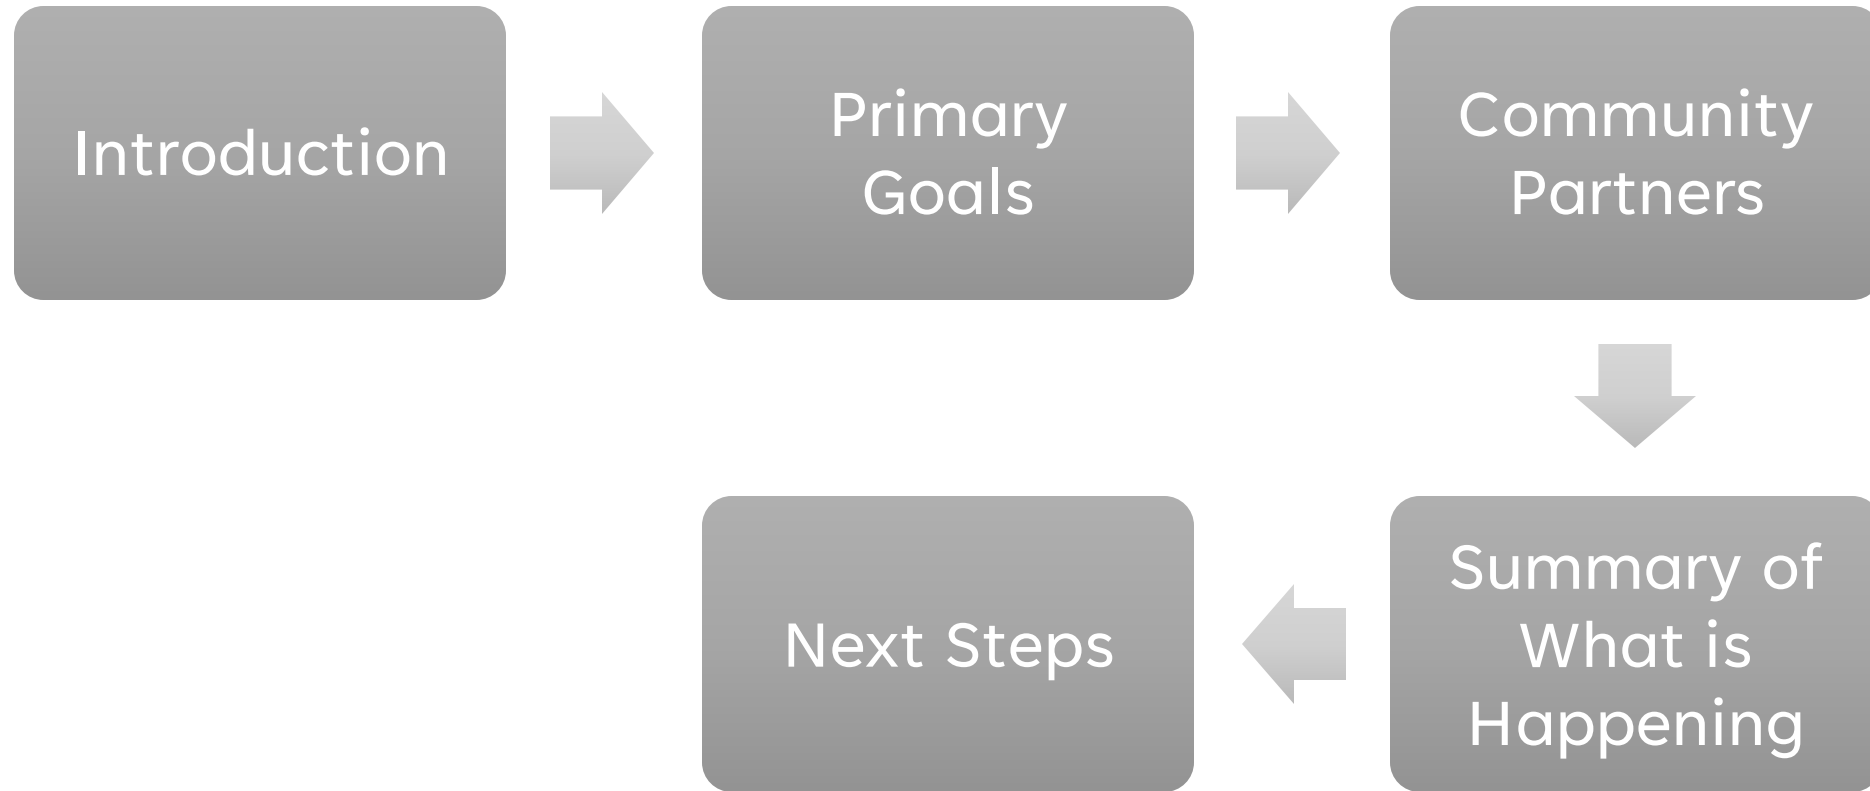 Introduction
Primary
Goals
Community
Partners
Summary of
What is
Happening
Next Steps